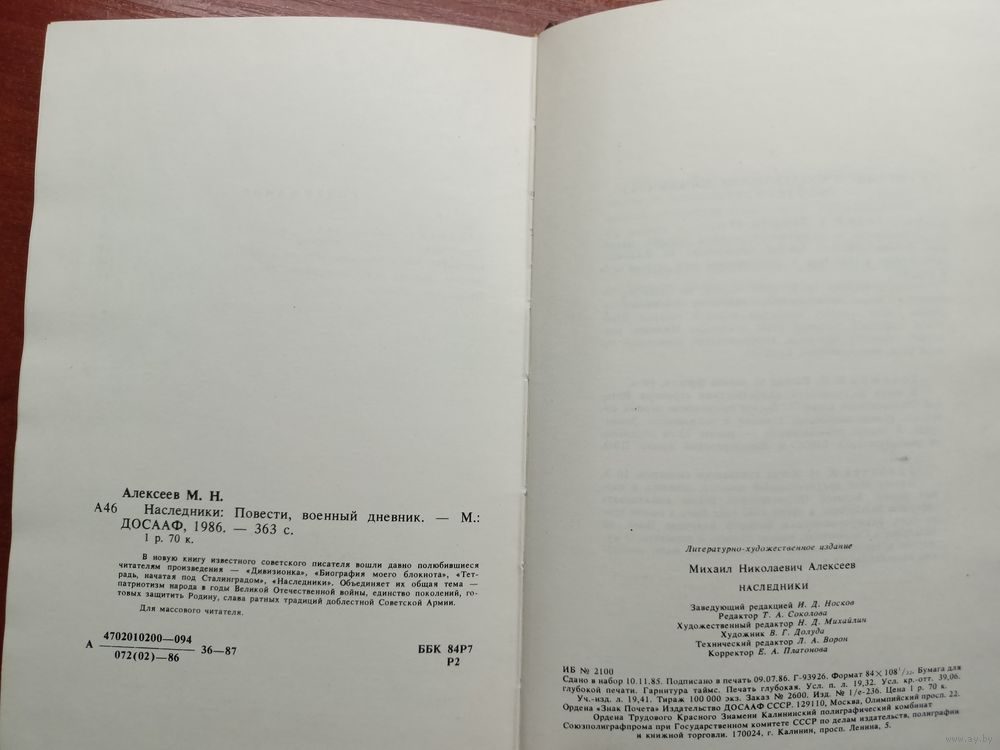 Алексеев М. Н.
А46 Наследники: Повести, военный дневник. — М.:
ДОСААФ, 1986. — 363 с.
1 р. 70 к.
В новую книгу известного советского писателя вошли давно полюбившиеся
читателям произведения — «Дивизионка», «Биография моего блокнота», «Тет-
радь, начатая под Сталинградом», «Наследники». Объединяет их общая тема —
патриотизм народа в годы Великой Отечественной войны, единство поколений, го-
товых защитить Родину, слава ратных традиций доблестной Советской Армии.
Для массового читателя.
А 4702010200—094
072(02)—86
36—87
ББК 84Р7
Р2
Литературно-художественное издание
Михаил Николаевич Алексеев
НАСЛЕДНИКИ
Заведующий редакцией И. Д. Носков
Редактор Т. А. Соколова
Художественный редактор Н. Д. Михайлин
Художник В. Г. Долуда
Технический редактор Л. А. Ворон
Корректор Е. А. Платонова
ИБ № 2100
Сдано в набор 10.11.85. Подписано в печать 09.07.86. Г-93926. Формат 84×108 1/32. Бумага для
глубокой печати. Гарнитура таймс. Печать глубокая. Усл. п. л. 19,32. Усл. кр.-отт. 39,06.
Уч.-изд. л. 19,41. Тираж 100 000 экз. Заказ № 2600. Изд. № 1/е-236. Цена 1 р. 70 к.
Ордена «Знак Почета» Издательство ДОСААФ СССР. 129110, Москва, Олимпийский просп. 22.
Ордена Трудового Красного Знамени Калининский полиграфический комбинат
Союзполиграфпрома при Государственном комитете СССР по делам издательств, полиграфии
и книжной торговли. 170024, г. Калинин, просп. Ленина, 5.
www.ay.by